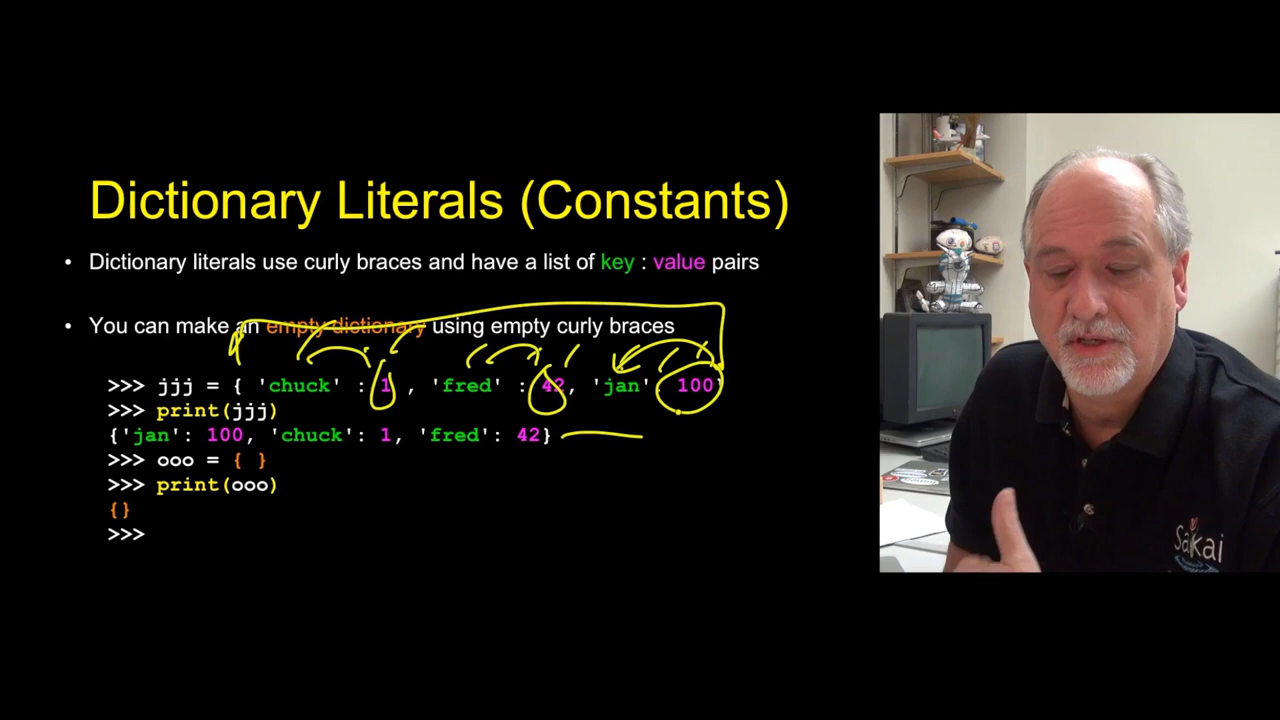 Dictionary Literals (Constants)
• Dictionary literals use curly braces and have a list of key : value pairs
• You can make an empty dictionary using empty curly braces
>>> jjj = { 'chuck' : 1 , 'fred' : 42, 'jan' 100}
>>> print(jjj)
{'jan': 100, 'chuck': 1, 'fred': 42}
>>> ooo = { }
>>> print(ooo)
{}
>>>
Sakai